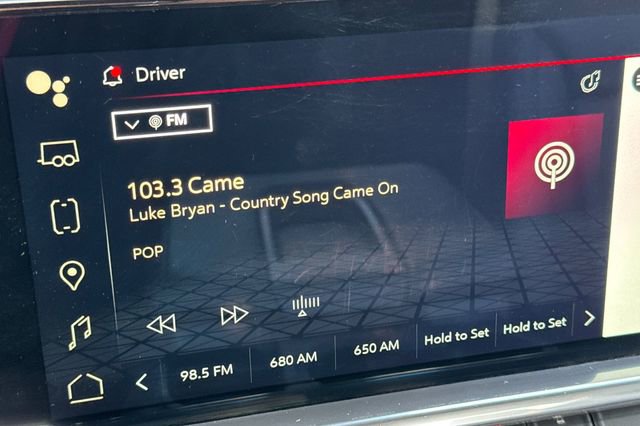 Driver
FM
103.3 Came
Luke Bryan - Country Song Came On
POP
98.5 FM
680 AM
650 AM
Hold to Set
Hold to Set